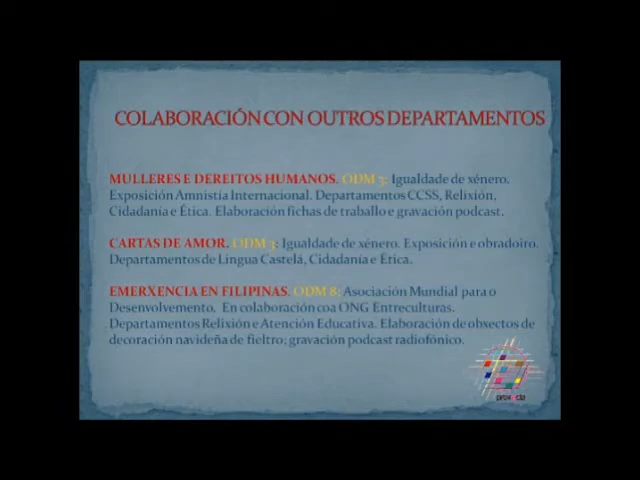 COLABORACIÓN CON OUTROS DEPARTAMENTOS
MULLERES E DEREITOS HUMANOS. ODM 3: Igualdade de xénero.
Exposición Amnistía Internacional. Departamentos CCSS, Relixión,
Cidadanía e Ética. Elaboración fichas de traballo e gravación podcast.
CARTAS DE AMOR. ODM 3: Igualdade de xénero. Exposición e obradoiro.
Departamentos de Lingua Castelá, Cidadanía e Ética.
EMERXENCIA EN FILIPINAS. ODM 8: Asociación Mundial para o
Desenvolvemento. En colaboración coa ONG Entreculturas.
Departamentos Relixión e Atención Educativa. Elaboración de obxectos de
decoración navideña de fieltro; gravación podcast radiofónico.